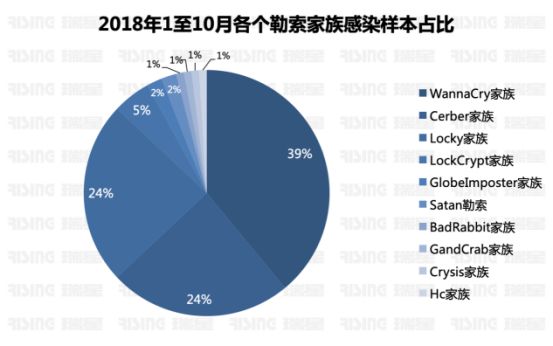 2018年1至10月各个勒索家族感染样本占比
1% 1% 1% 1%
2% 2%
5%
39%
24%
24%
WannaCry家族
Cerber家族
Locky家族
LockCrypt家族
GlobeImposter家族
Satan勒索
BadRabbit家族
GandCrab家族
Crysis家族
Hc家族
RISING 瑞星